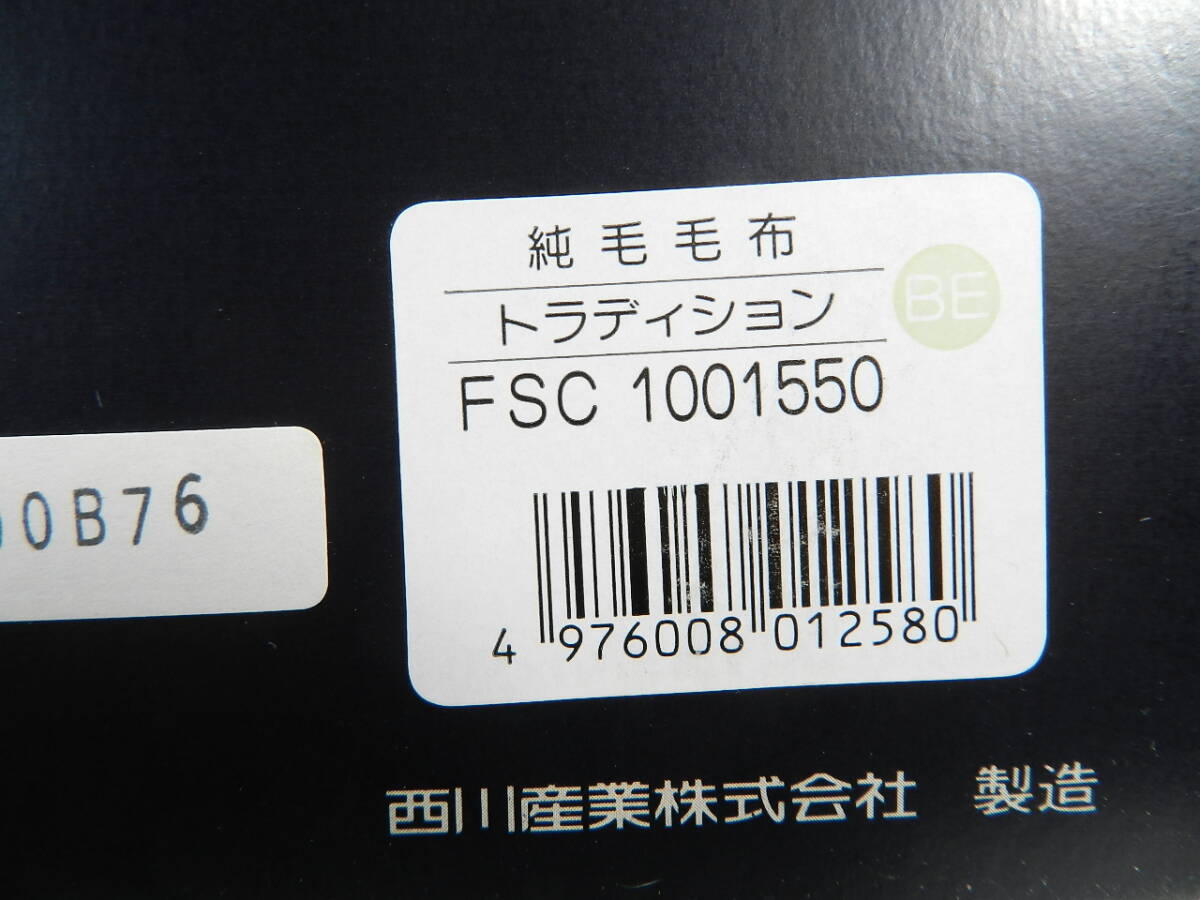 純毛毛布
トラディション
BE
FSC 1001550
4 976008 012580
0B76
西川産業株式会社 製造